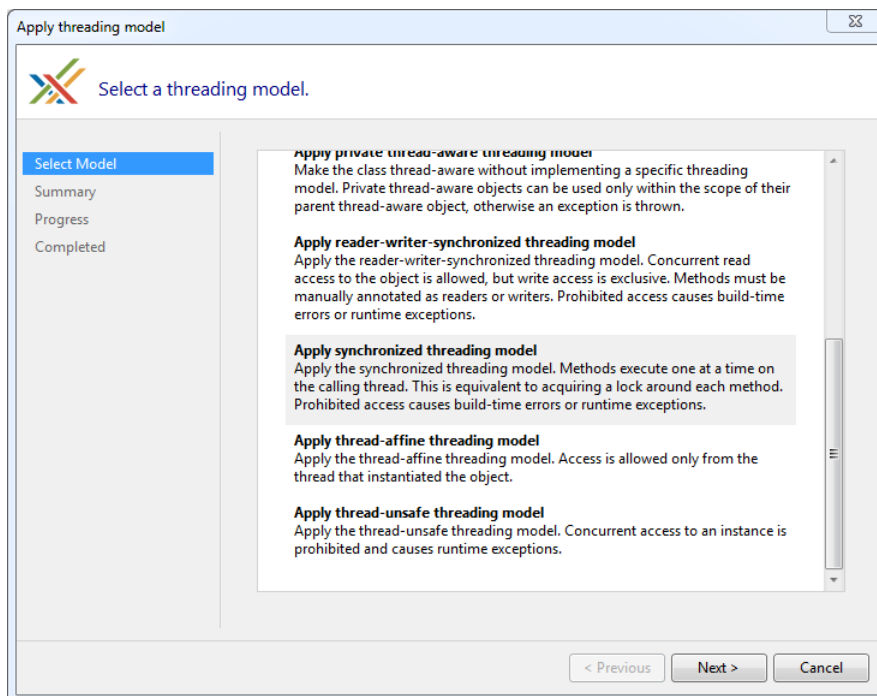 Apply threading model
Select a threading model.
Select Model
Summary
Progress
Completed
Apply private thread-aware threading model
Make the class thread-aware without implementing a specific threading
model. Private thread-aware objects can be used only within the scope of their
parent thread-aware object, otherwise an exception is thrown.
Apply reader-writer-synchronized threading model
Apply the reader-writer-synchronized threading model. Concurrent read
access to the object is allowed, but write access is exclusive. Methods must be
manually annotated as readers or writers. Prohibited access causes build-time
errors or runtime exceptions.
Apply synchronized threading model
Apply the synchronized threading model. Methods execute one at a time on
the calling thread. This is equivalent to acquiring a lock around each method.
Prohibited access causes build-time errors or runtime exceptions.
Apply thread-affine threading model
Apply the thread-affine threading model. Access is allowed only from the
thread that instantiated the object.
Apply thread-unsafe threading model
Apply the thread-unsafe threading model. Concurrent access to an instance is
prohibited and causes runtime exceptions.
< Previous
Next >
Cancel